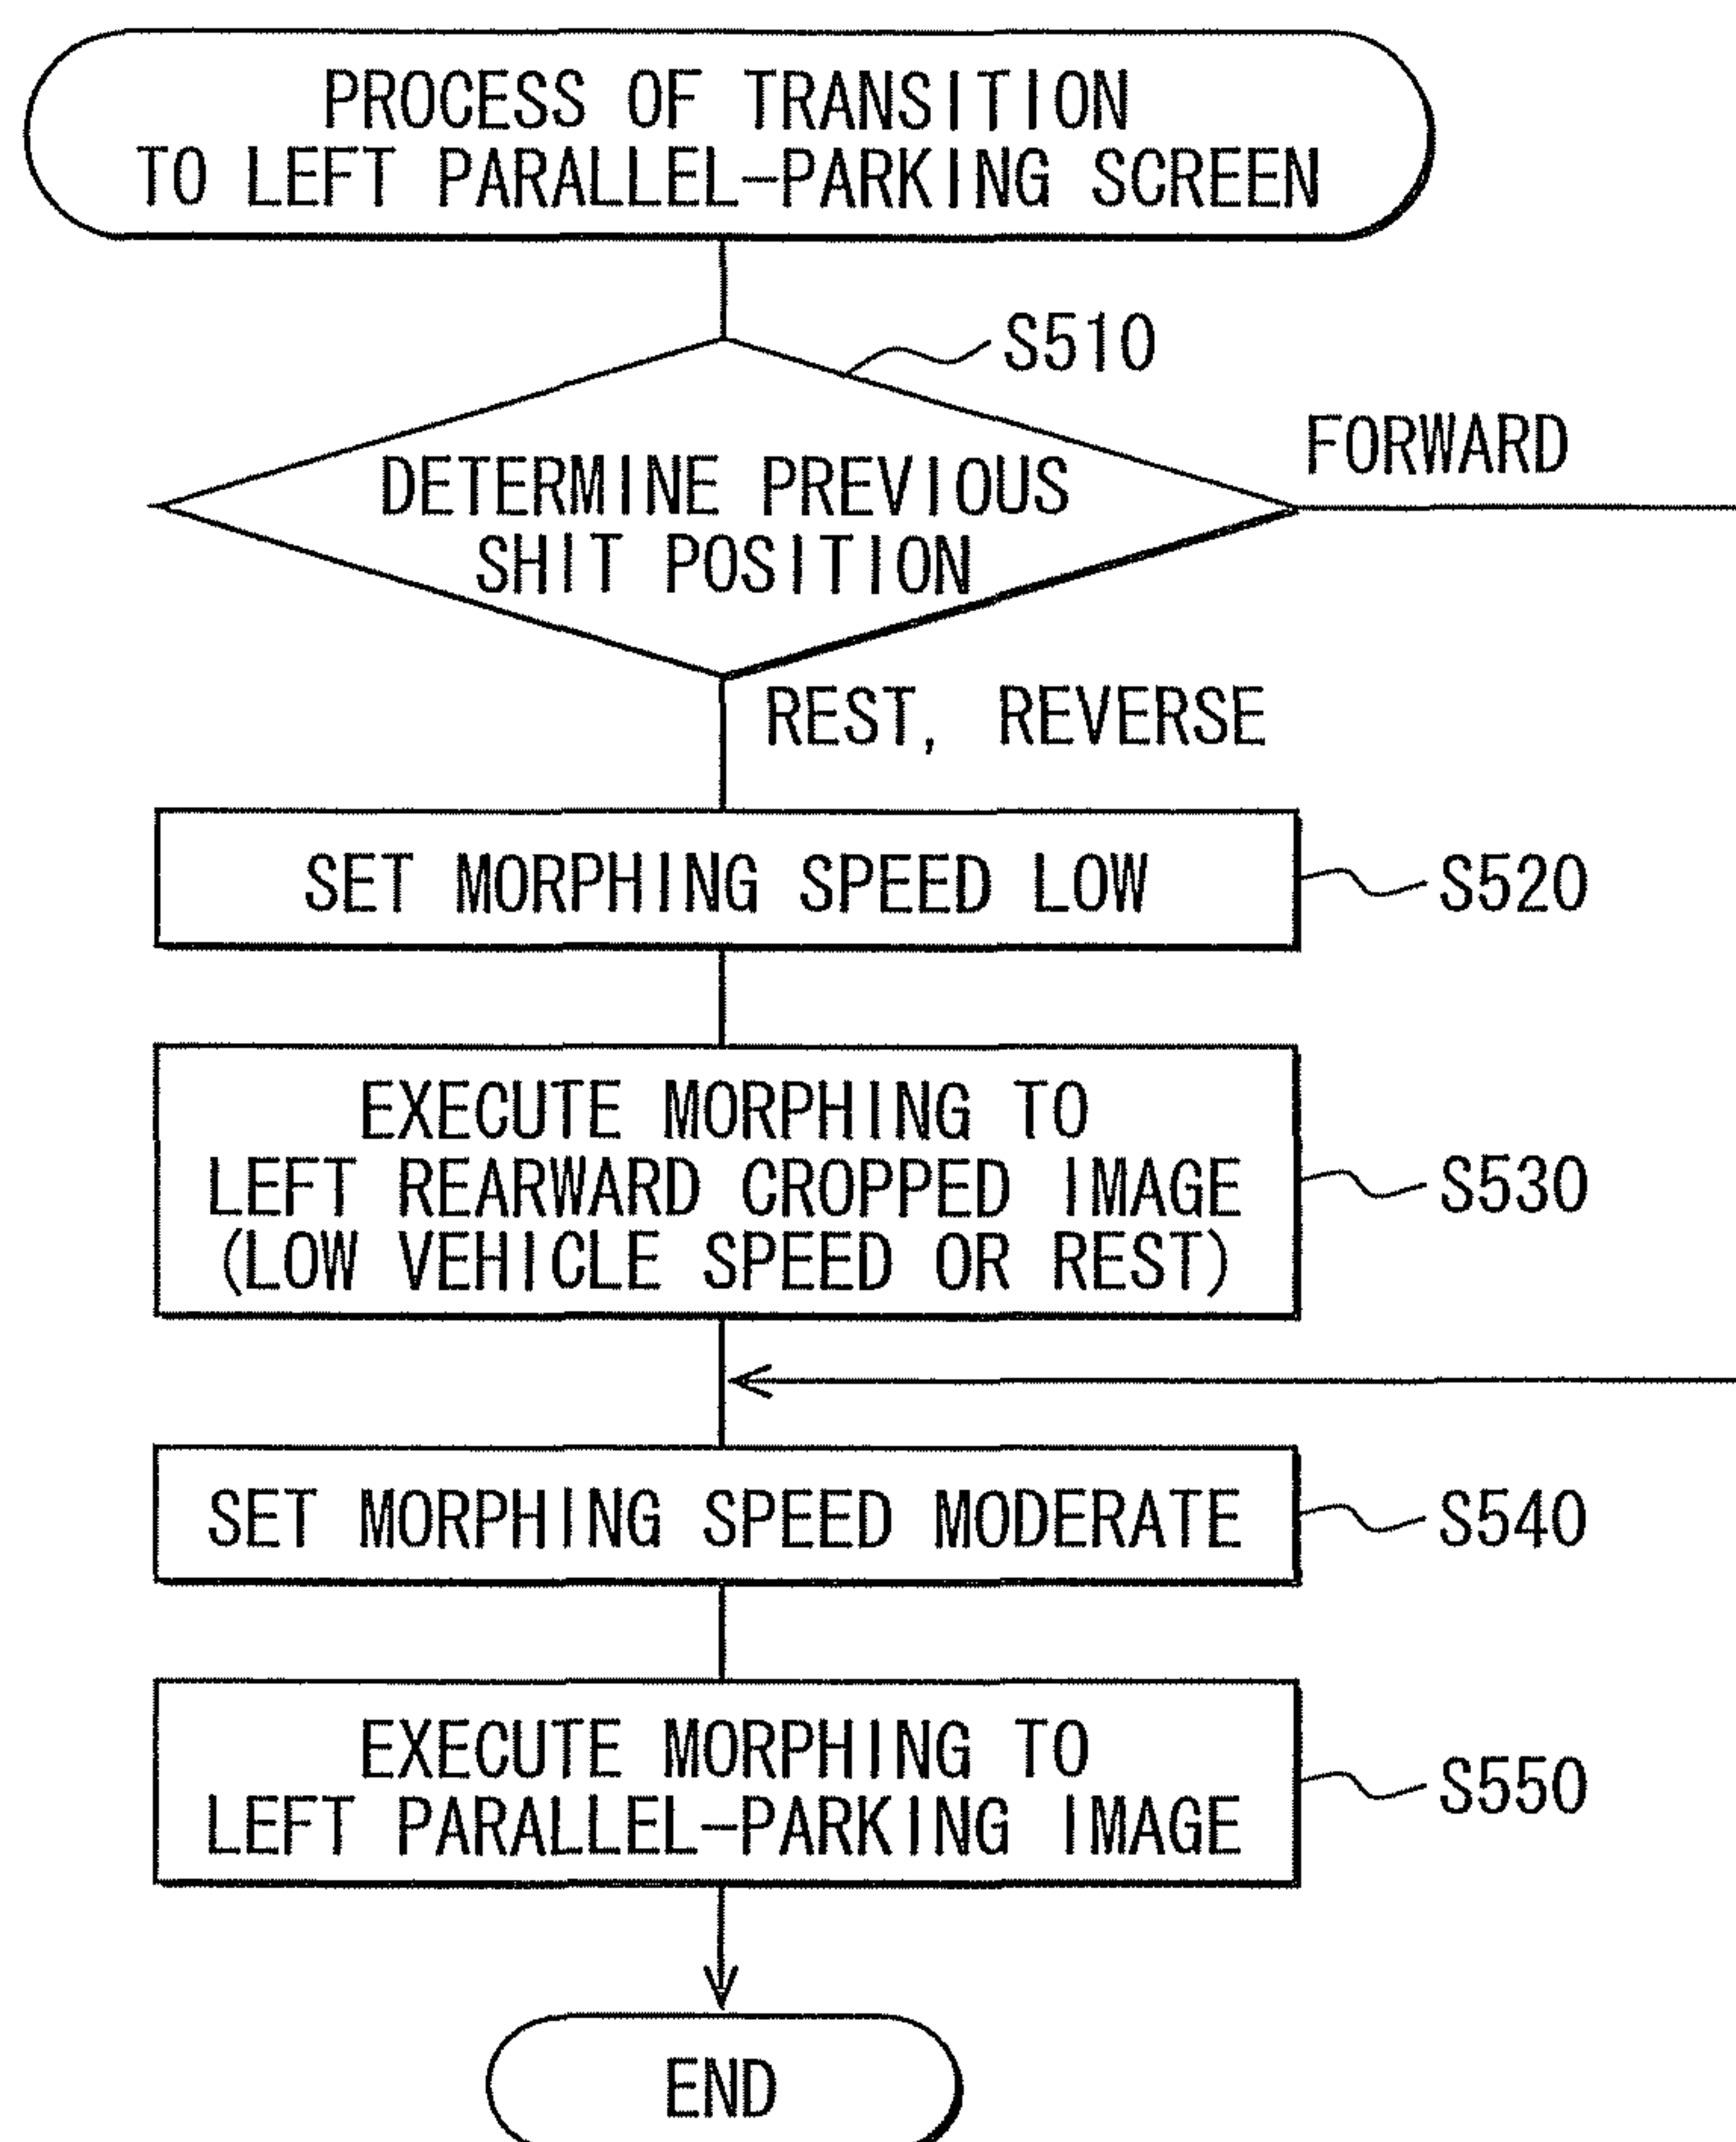 PROCESS OF TRANSITION
TO LEFT PARALLEL-PARKING SCREEN
S510
FORWARD
DETERMINE PREVIOUS
SHIT POSITION
REST, REVERSE
SET MORPHING SPEED LOW
S520
EXECUTE MORPHING TO
LEFT REARWARD CROPPED IMAGE
(LOW VEHICLE SPEED OR REST)
S530
SET MORPHING SPEED MODERATE
S540
EXECUTE MORPHING TO
LEFT PARALLEL-PARKING IMAGE
S550
END